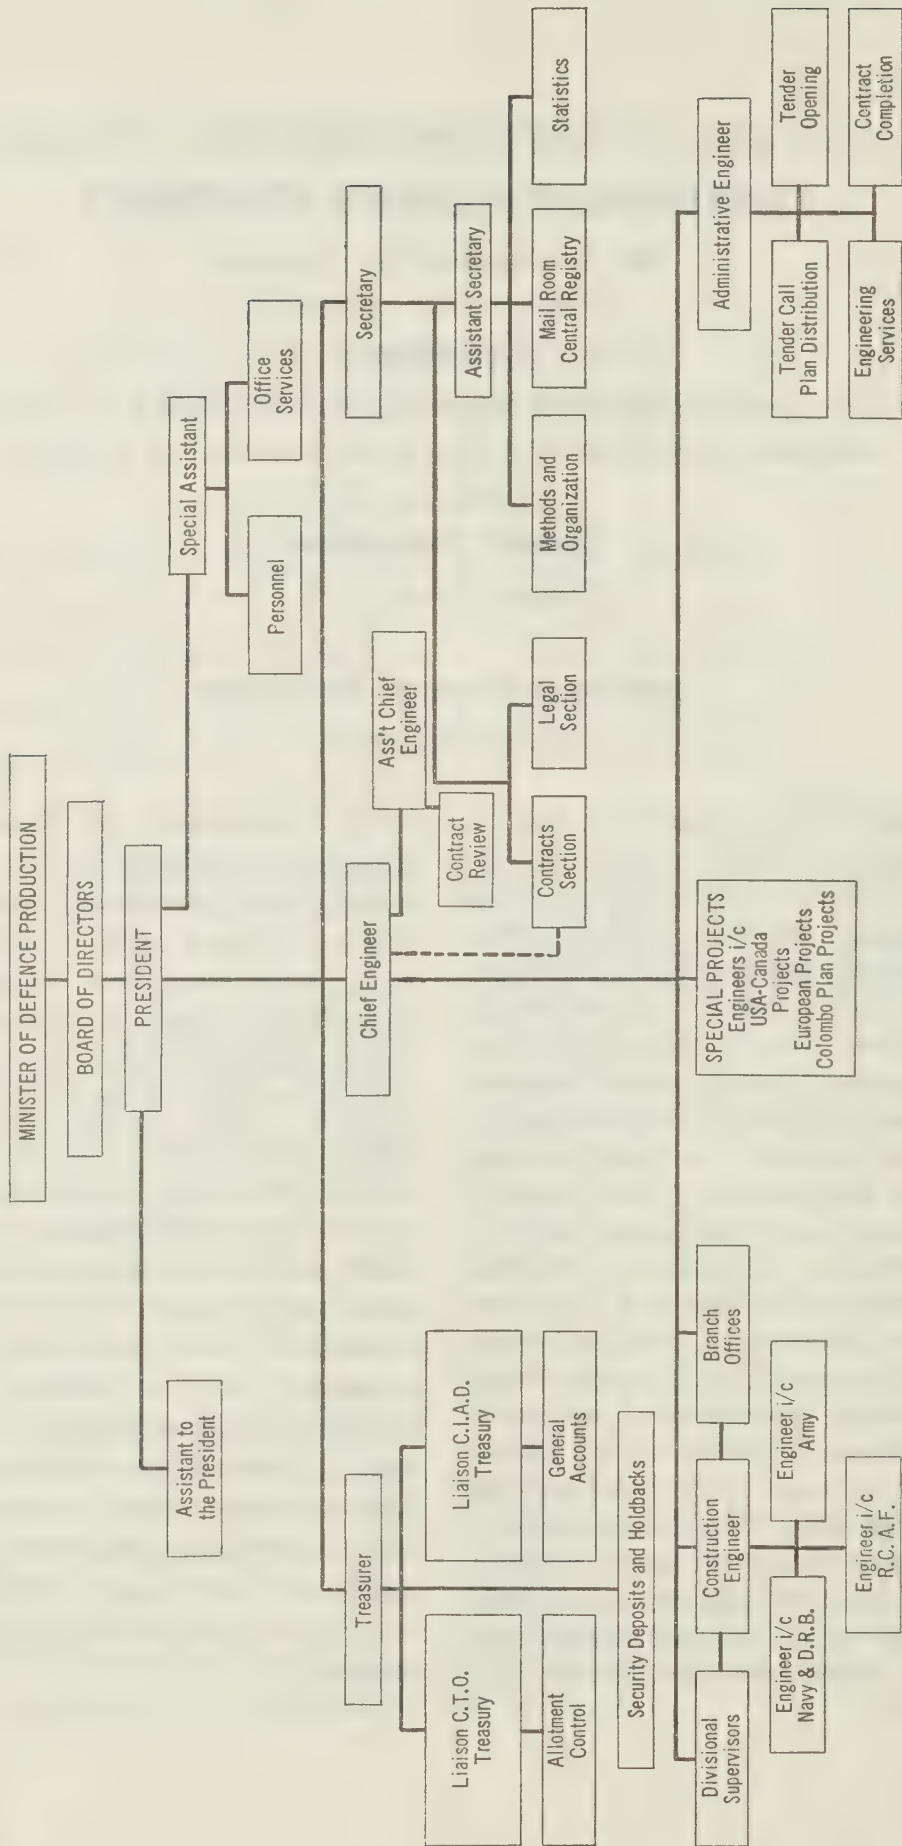 MINISTER OF DEFENCE PRODUCTION
BOARD OF DIRECTORS
PRESIDENT
Assistant to
the President
Special Assistant
Personnel
Office
Services
Treasurer
Chief Engineer
Secretary
Liaison C.T.O.
Treasury
Liaison C.I.A.D.
Treasury
Allotment
Control
General
Accounts
Security Deposits and Holdbacks
Ass't Chief
Engineer
Contract
Review
Contracts
Section
Legal
Section
Assistant Secretary
Methods and
Organization
Mail Room
Central Registry
Statistics
Divisional
Supervisors
Construction
Engineer
Branch
Offices
Engineer i/c
Navy & D.R.B.
Engineer i/c
Army
Engineer i/c
R.C.A.F.
SPECIAL PROJECTS
Engineers i/c
USA-Canada
Projects
European Projects
Colombo Plan Projects
Administrative Engineer
Tender Call
Plan Distribution
Tender
Opening
Engineering
Services
Contract
Completion